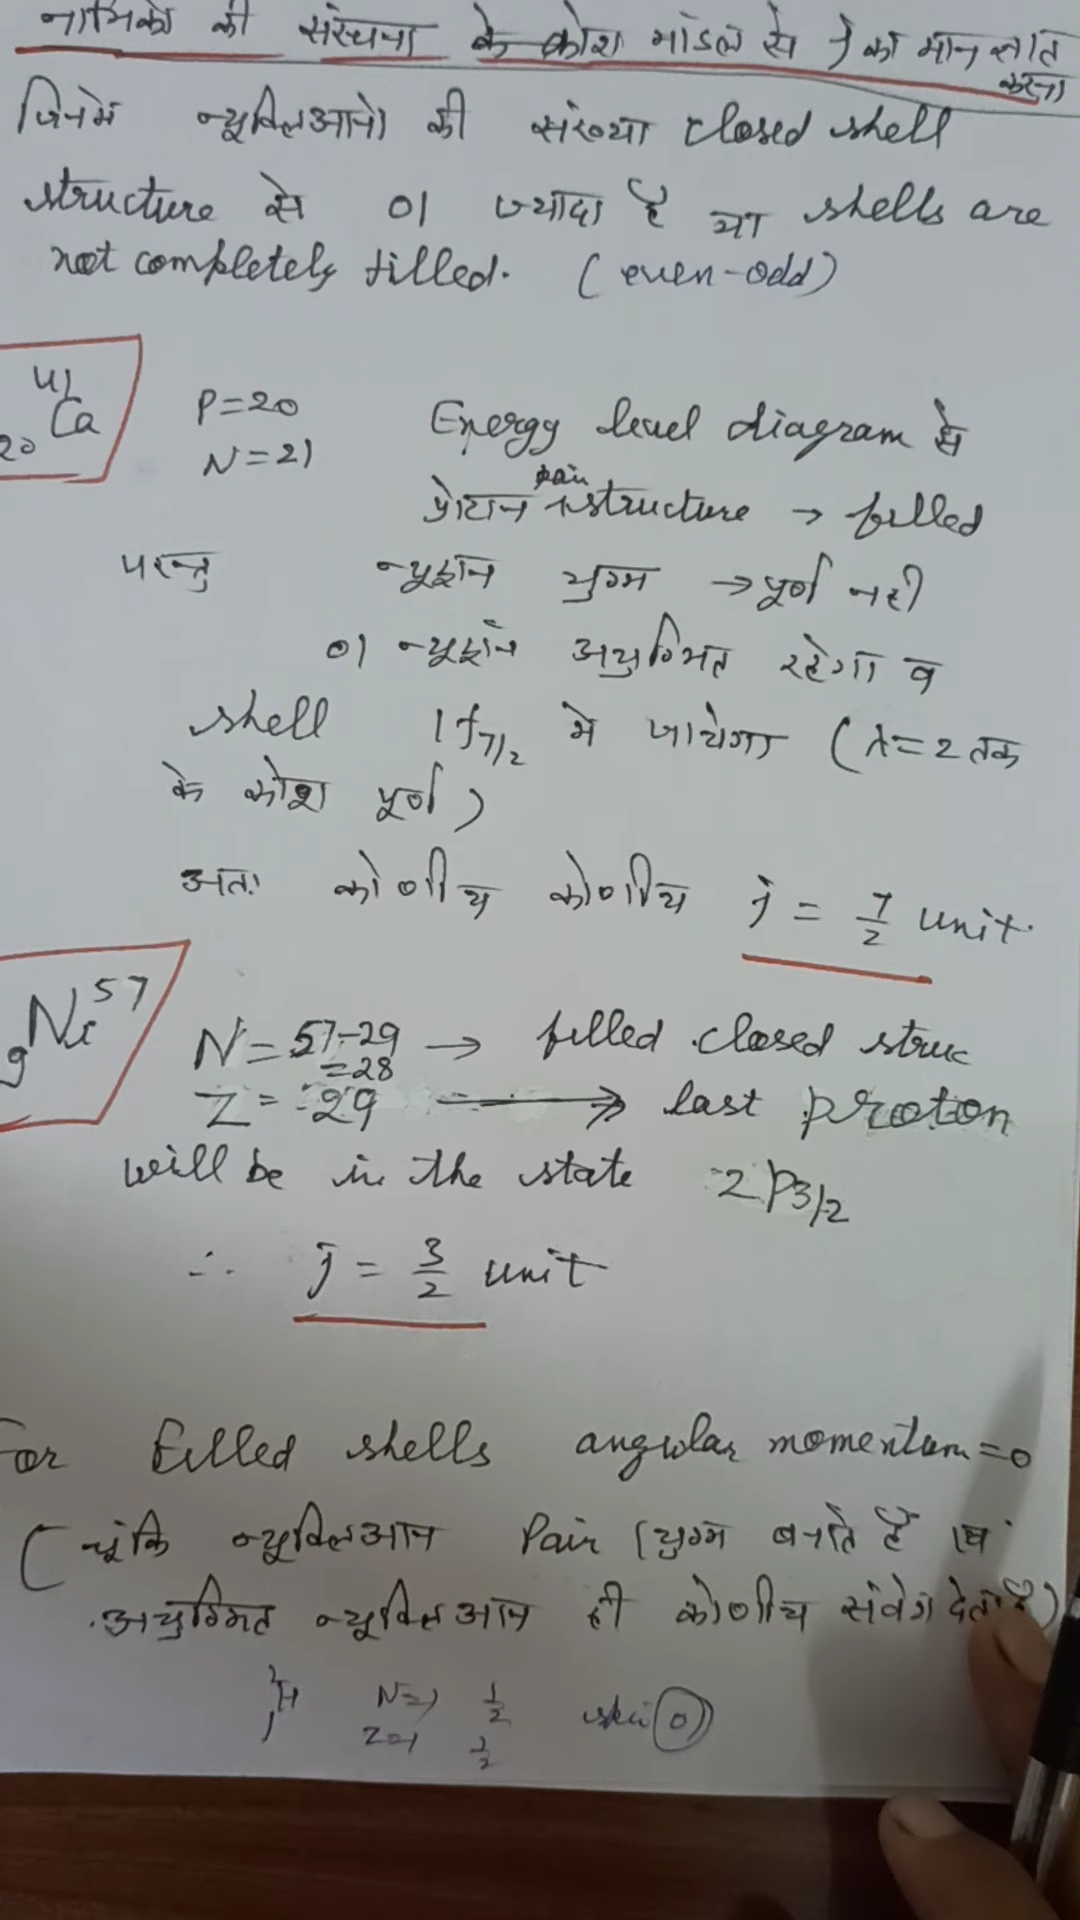 नाभिको की संरचना के कोश मॉडल से j का मान ज्ञात करना
जिनमें न्यूक्लिआनों की संख्या closed shell
structure से 01 ज्यादा है या shells are
not completely filled. (even-odd)
20 Ca 41
P=20
N=21
Energy level diagram से
प्रोटान pair structure → filled
परन्तु न्यूट्रान युग्म → पूर्ण नही
01 न्यूट्रॉन अयुग्मित रहेगा व
shell 1f7/2 मे जायेगा (λ=2 तक
के कोश पूर्ण)
अतः कोणीय कोणीय j = 7/2 unit.
9 Ni 57
N = 57-29 → filled closed struc
=28
Z = 29 → last proton
will be in the state 2P3/2
∴ j = 3/2 unit
For filled shells angular momentum=0
(चूंकि न्यूक्लिआन Pair (युग्म बनाते हैं एवं
अयुग्मित न्यूक्लिआन ही कोणीय संवेग देता है)
N=1 1/2
Z=1 1/2
0